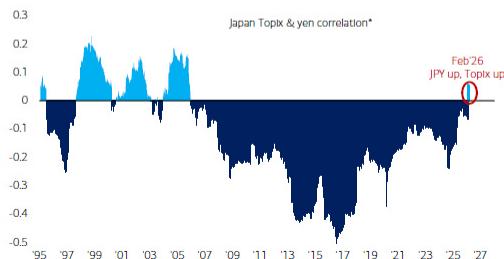 Japan Topix & yen correlation*
Feb'26
JPY up, Topix up
0.3
0.2
0.1
0
-0.1
-0.2
-0.3
-0.4
-0.5
'95 '97 '99 '01 '03 '05 '07 '09 '11 '13 '15 '17 '19 '21 '23 '25 '27